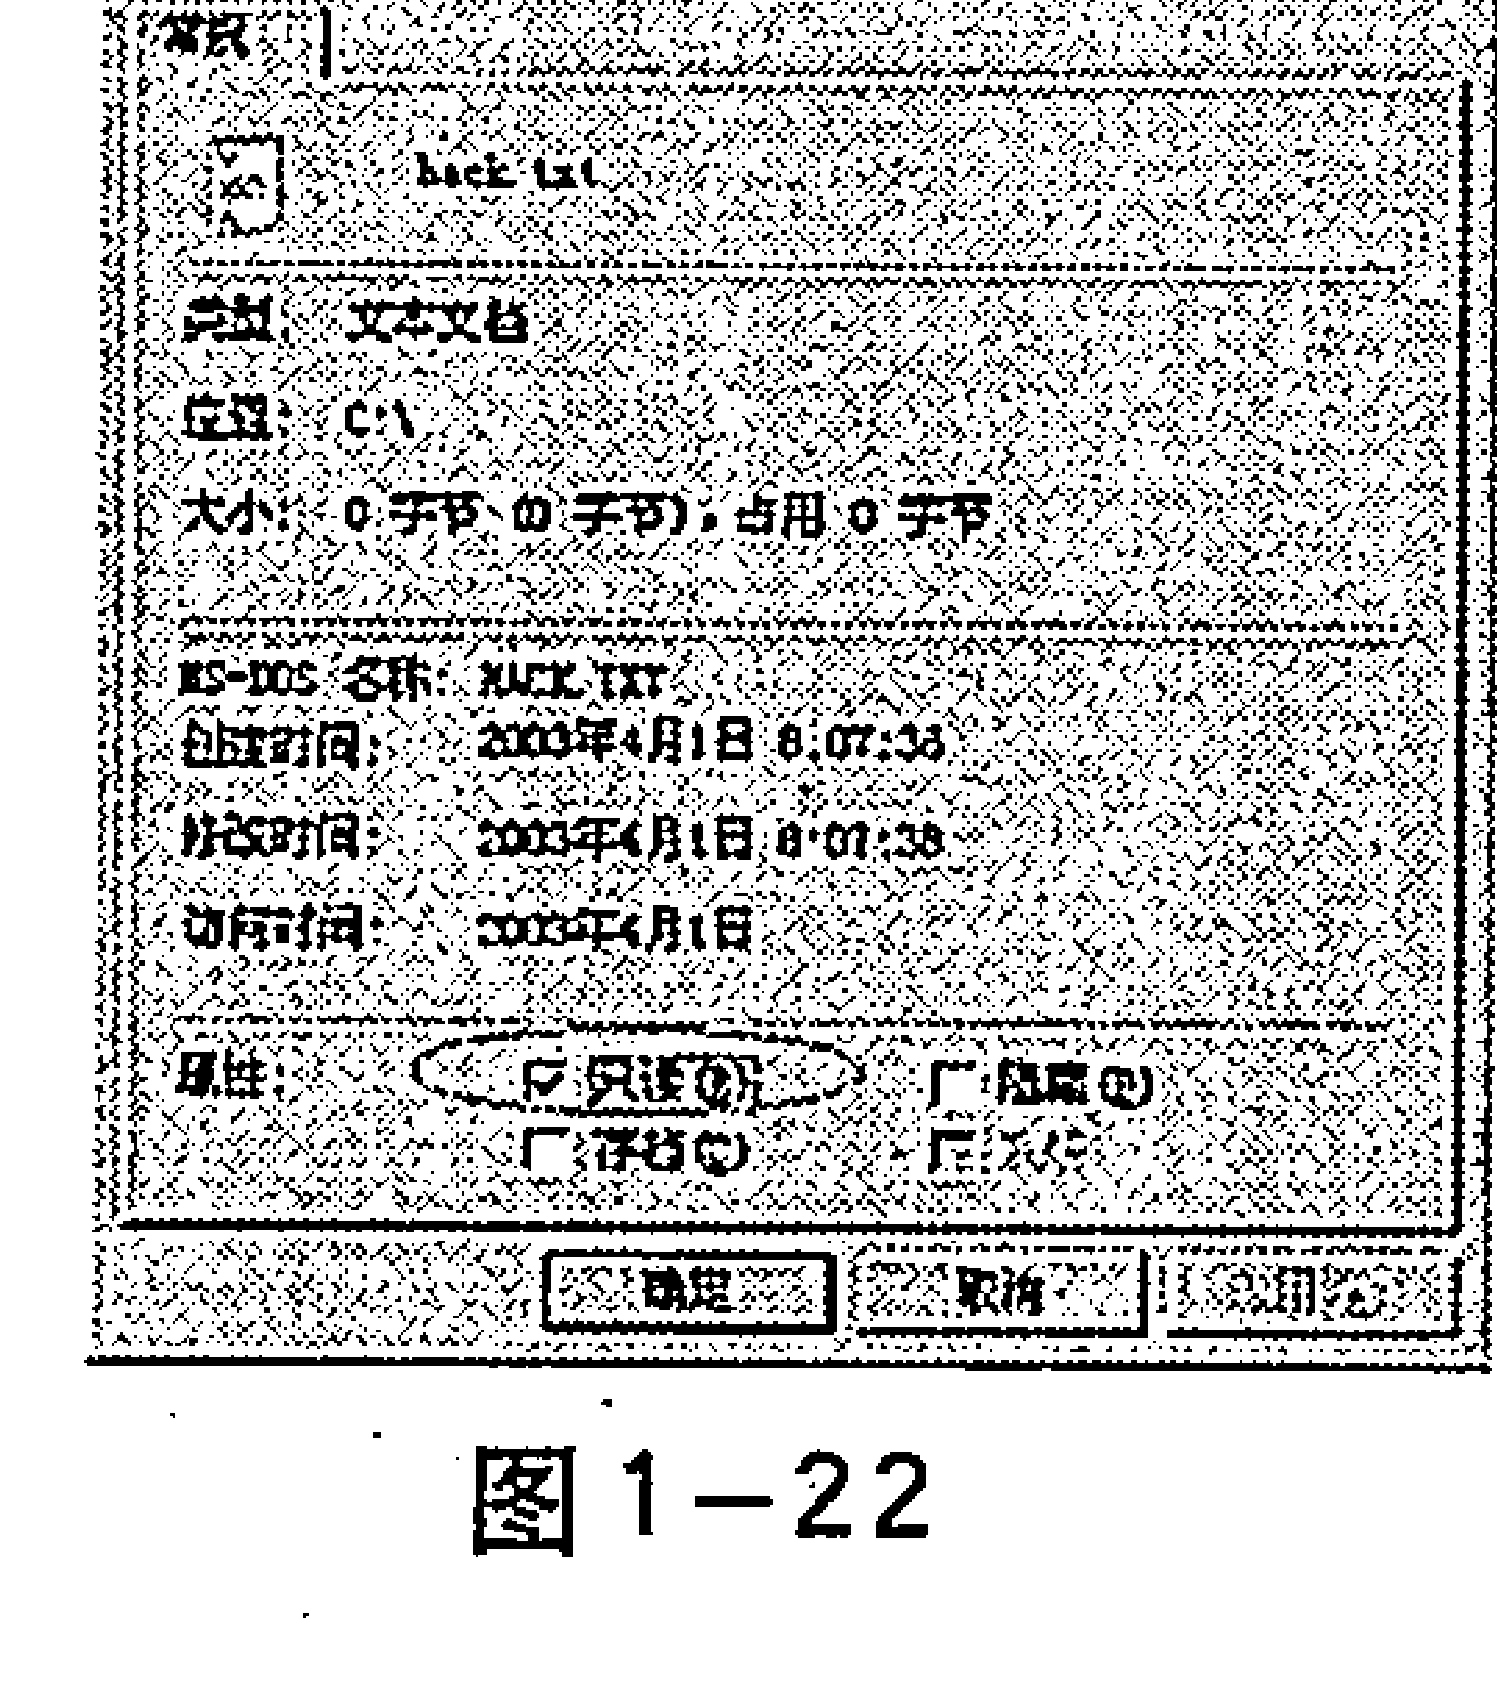 常规
hack.txt
类型: 文本文档
位置: C:\
大小: 0 字节 (0 字节), 占用 0 字节
MS-DOS 名称: HACK.TXT
创建时间: 2003年4月1日 8:07:36
修改时间: 2003年4月1日 8:07:38
访问时间: 2003年4月1日
属性: 只读(R) 隐藏(H)
存档(C) 系统
确定 取消 应用(A)
图1-22